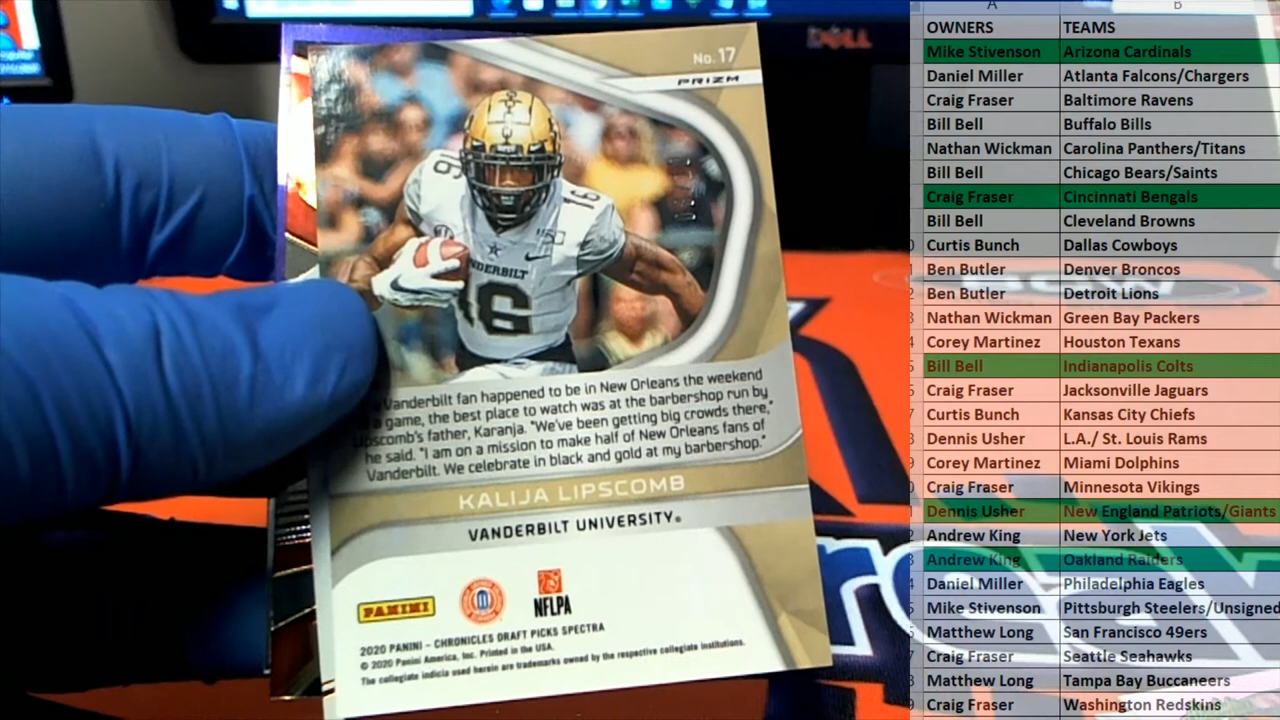 DELL
No. 17
PRIZM
16
16
VANDERBILT
16
Vanderbilt fan happened to be in New Orleans the weekend
a game, the best place to watch was at the barbershop run by
Lipscomb's father, Karanja. "We've been getting big crowds there,"
he said. "I am on a mission to make half of New Orleans fans of
Vanderbilt. We celebrate in black and gold at my barbershop."
KALIJA LIPSCOMB
VANDERBILT UNIVERSITY®
PANINI
NFLPA
2020 PANINI - CHRONICLES DRAFT PICKS SPECTRA
© 2020 Panini America, Inc. Printed in the USA.
The collegiate indicia used herein are trademarks owned by the respective collegiate institutions.
A B
OWNERS TEAMS
Mike Stivenson Arizona Cardinals
Daniel Miller Atlanta Falcons/Chargers
Craig Fraser Baltimore Ravens
Bill Bell Buffalo Bills
Nathan Wickman Carolina Panthers/Titans
Bill Bell Chicago Bears/Saints
Craig Fraser Cincinnati Bengals
Bill Bell Cleveland Browns
Curtis Bunch Dallas Cowboys
Ben Butler Denver Broncos
Ben Butler Detroit Lions
Nathan Wickman Green Bay Packers
Corey Martinez Houston Texans
Bill Bell Indianapolis Colts
Craig Fraser Jacksonville Jaguars
Curtis Bunch Kansas City Chiefs
Dennis Usher L.A./ St. Louis Rams
Corey Martinez Miami Dolphins
Craig Fraser Minnesota Vikings
Dennis Usher New England Patriots/Giants
Andrew King New York Jets
Andrew King Oakland Raiders
Daniel Miller Philadelphia Eagles
Mike Stivenson Pittsburgh Steelers/Unsigned
Matthew Long San Francisco 49ers
Craig Fraser Seattle Seahawks
Matthew Long Tampa Bay Buccaneers
Craig Fraser Washington Redskins